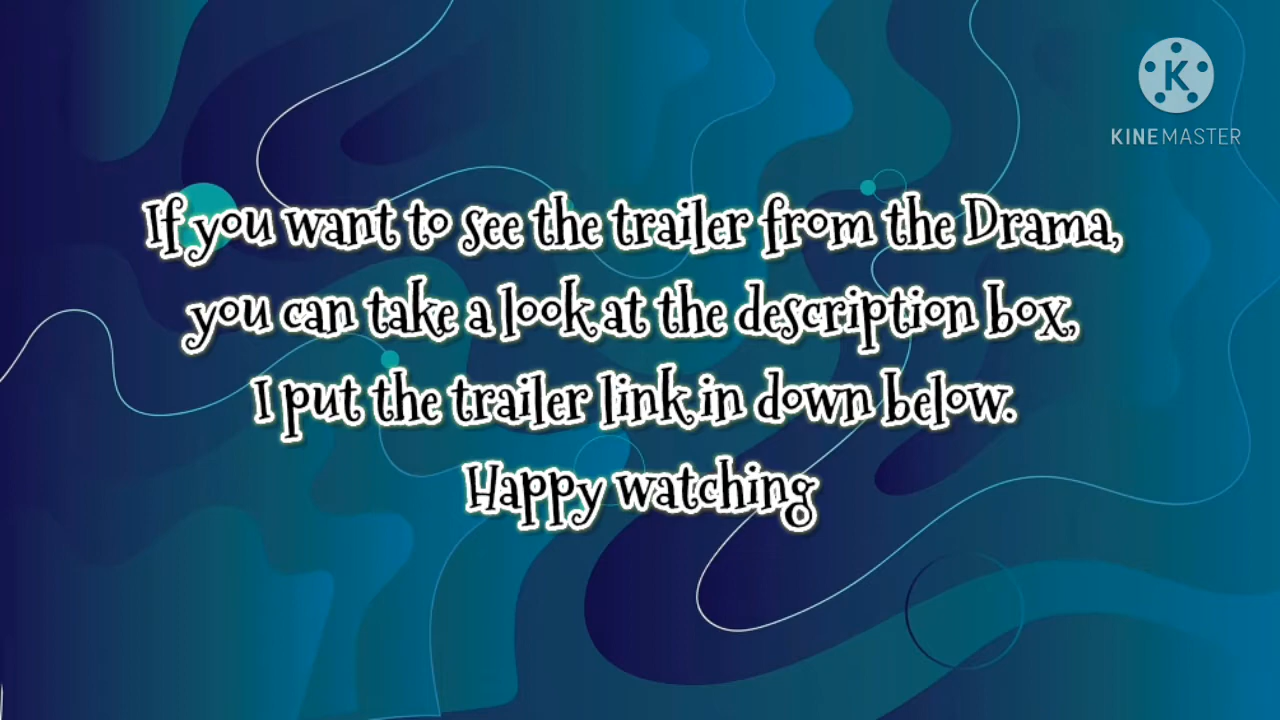 K
KINEMASTER
If you want to see the trailer from the Drama,
you can take a look at the description box,
I put the trailer link in down below.
Happy watching